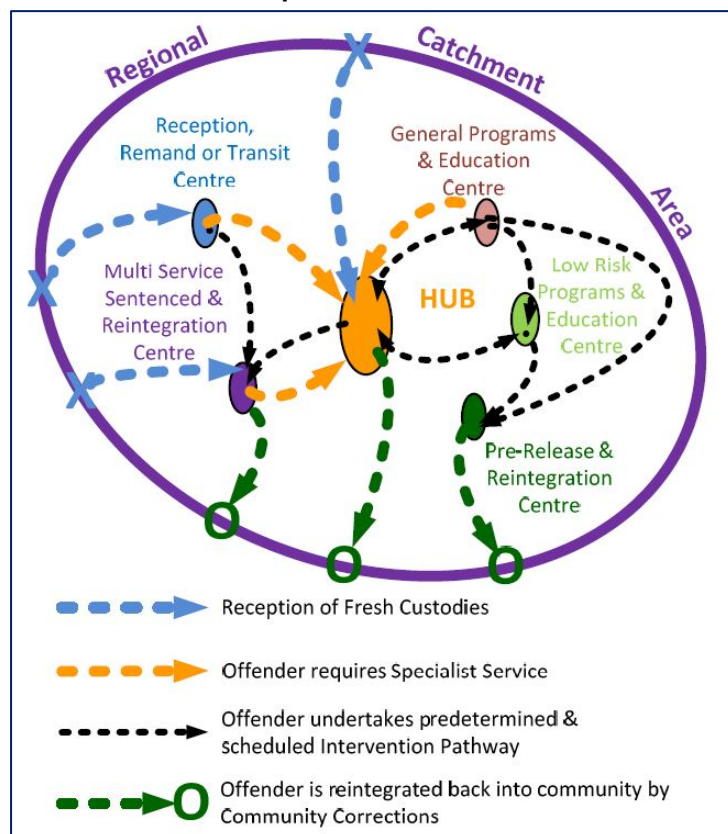 Regional
Catchment
Area
Reception,
Remand or Transit
Centre
General Programs
& Education
Centre
Multi Service
Sentenced &
Reintegration
Centre
HUB
Low Risk
Programs &
Education
Centre
Pre-Release &
Reintegration
Centre
X
X
X
O
O
O
Reception of Fresh Custodies
Offender requires Specialist Service
Offender undertakes predetermined &
scheduled Intervention Pathway
O
Offender is reintegrated back into community by
Community Corrections